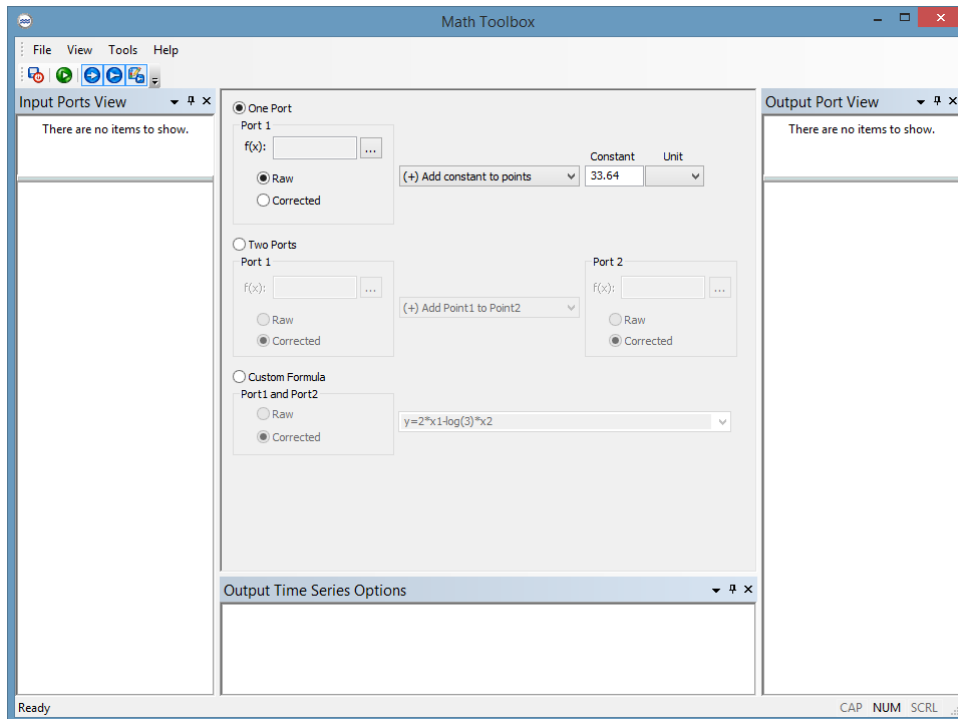 Math Toolbox
File View Tools Help
Input Ports View
There are no items to show.
One Port
Port 1
f(x): ...
Raw
Corrected
(+) Add constant to points
Constant Unit
33.64
Two Ports
Port 1
f(x): ...
Raw
Corrected
(+) Add Point1 to Point2
Port 2
f(x): ...
Raw
Corrected
Custom Formula
Port1 and Port2
Raw
Corrected
y=2*x1-log(3)*x2
Output Time Series Options
Output Port View
There are no items to show.
Ready
CAP NUM SCRL